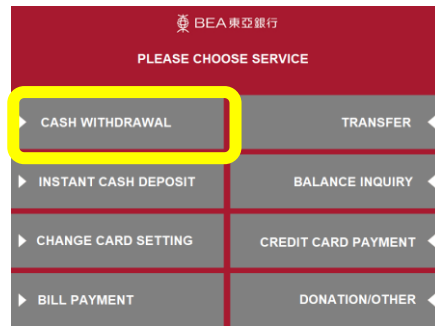 BEA東亞銀行
PLEASE CHOOSE SERVICE
CASH WITHDRAWAL
TRANSFER
INSTANT CASH DEPOSIT
BALANCE INQUIRY
CHANGE CARD SETTING
CREDIT CARD PAYMENT
BILL PAYMENT
DONATION/OTHER